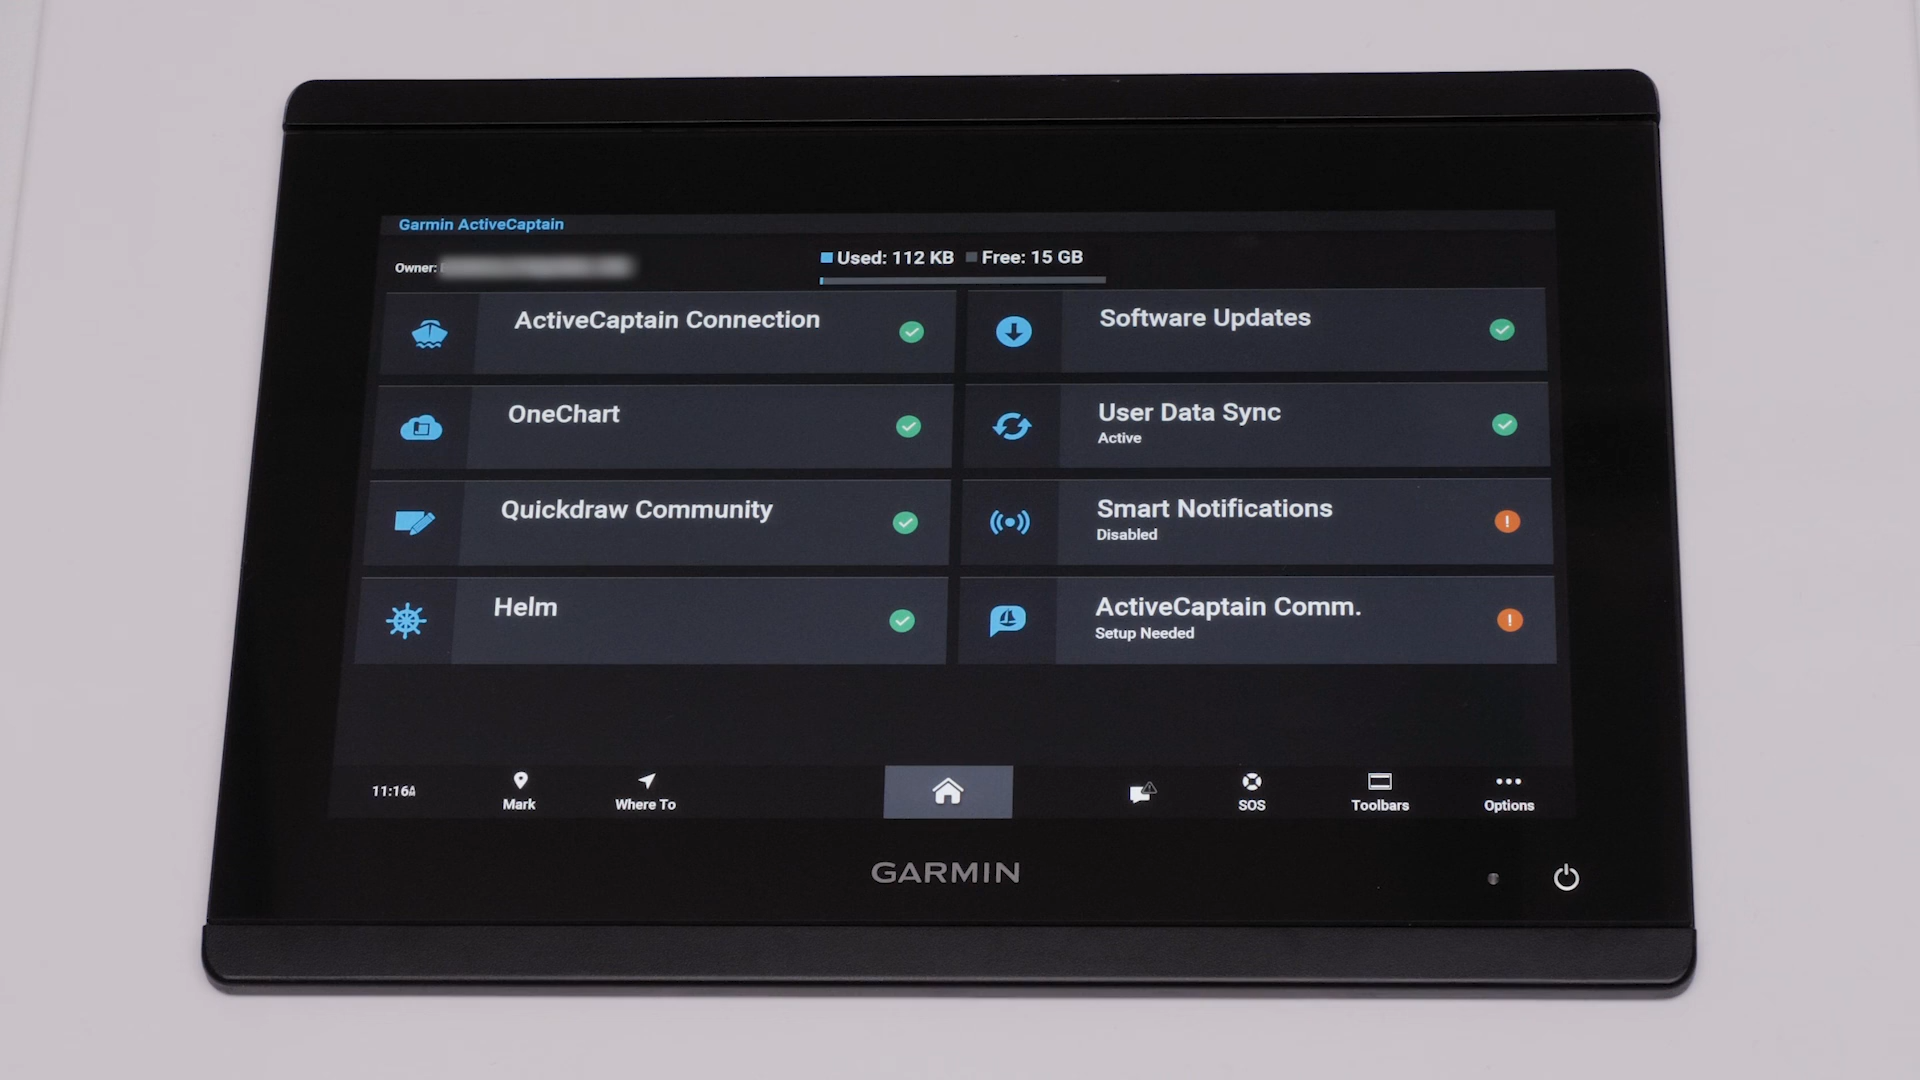 Garmin ActiveCaptain
Owner:
Used: 112 KB Free: 15 GB
ActiveCaptain Connection
Software Updates
OneChart
User Data Sync
Active
Quickdraw Community
Smart Notifications
Disabled
Helm
ActiveCaptain Comm.
Setup Needed
11:16A
Mark
Where To
SOS
Toolbars
Options
GARMIN